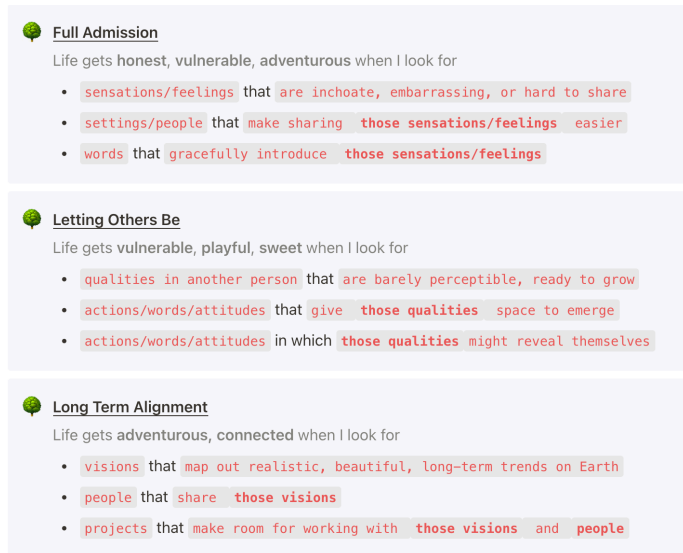 Full Admission
Life gets honest, vulnerable, adventurous when I look for
• sensations/feelings that are inchoate, embarrassing, or hard to share
• settings/people that make sharing those sensations/feelings easier
• words that gracefully introduce those sensations/feelings
Letting Others Be
Life gets vulnerable, playful, sweet when I look for
• qualities in another person that are barely perceptible, ready to grow
• actions/words/attitudes that give those qualities space to emerge
• actions/words/attitudes in which those qualities might reveal themselves
Long Term Alignment
Life gets adventurous, connected when I look for
• visions that map out realistic, beautiful, long-term trends on Earth
• people that share those visions
• projects that make room for working with those visions and people